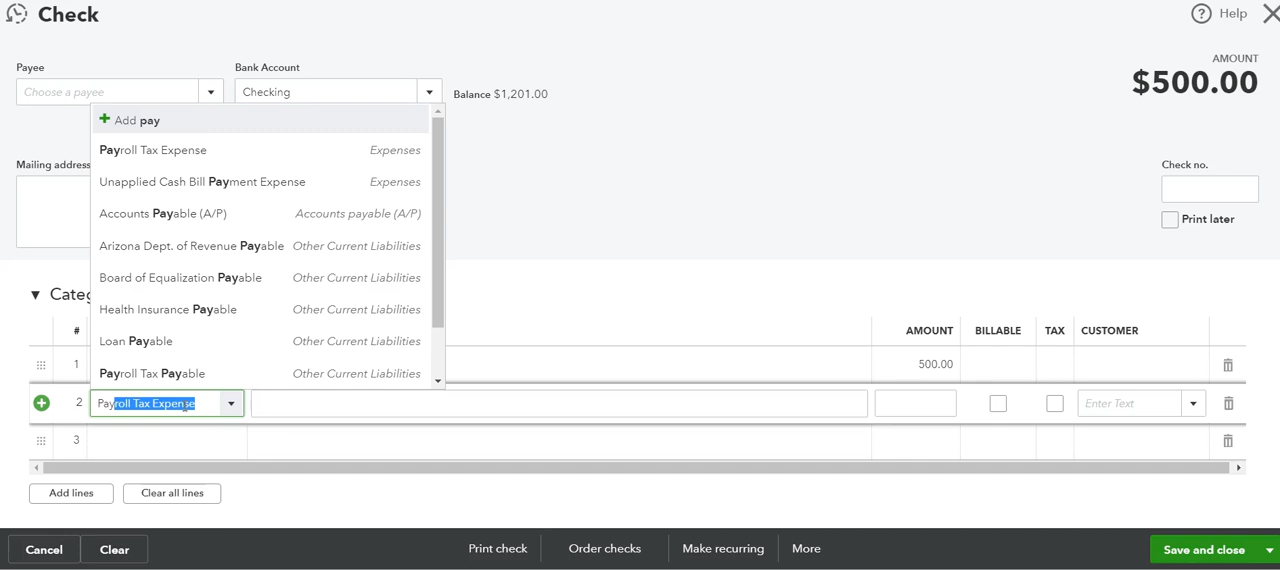 Check
Help
Payee
Bank Account
AMOUNT
Choose a payee
Checking
Balance $1,201.00
$500.00
Add pay
Payroll Tax Expense Expenses
Mailing address
Check no.
Unapplied Cash Bill Payment Expense Expenses
Accounts Payable (A/P) Accounts payable (A/P)
Print later
Arizona Dept. of Revenue Payable Other Current Liabilities
Board of Equalization Payable Other Current Liabilities
Health Insurance Payable Other Current Liabilities
Loan Payable Other Current Liabilities
Payroll Tax Payable Other Current Liabilities
# AMOUNT BILLABLE TAX CUSTOMER
1 500.00
2 Payroll Tax Expense Enter Text
3
Add lines Clear all lines
Cancel Clear Print check Order checks Make recurring More Save and close